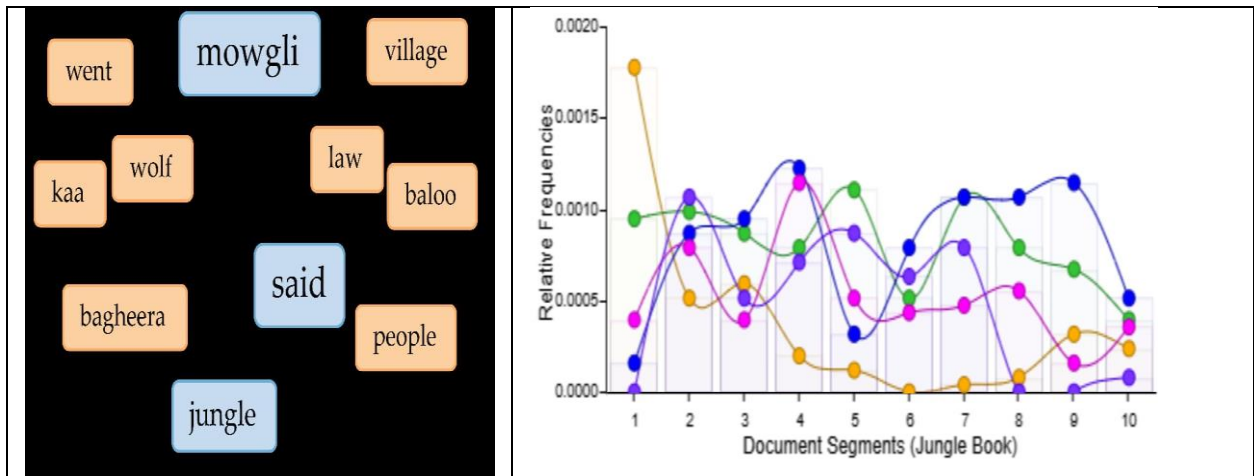 mowgli
village
went
law
wolf
kaa
baloo
said
bagheera
people
jungle
0.0020
0.0015
0.0010
0.0005
0.0000
Relative Frequencies
1 2 3 4 5 6 7 8 9 10
Document Segments (Jungle Book)